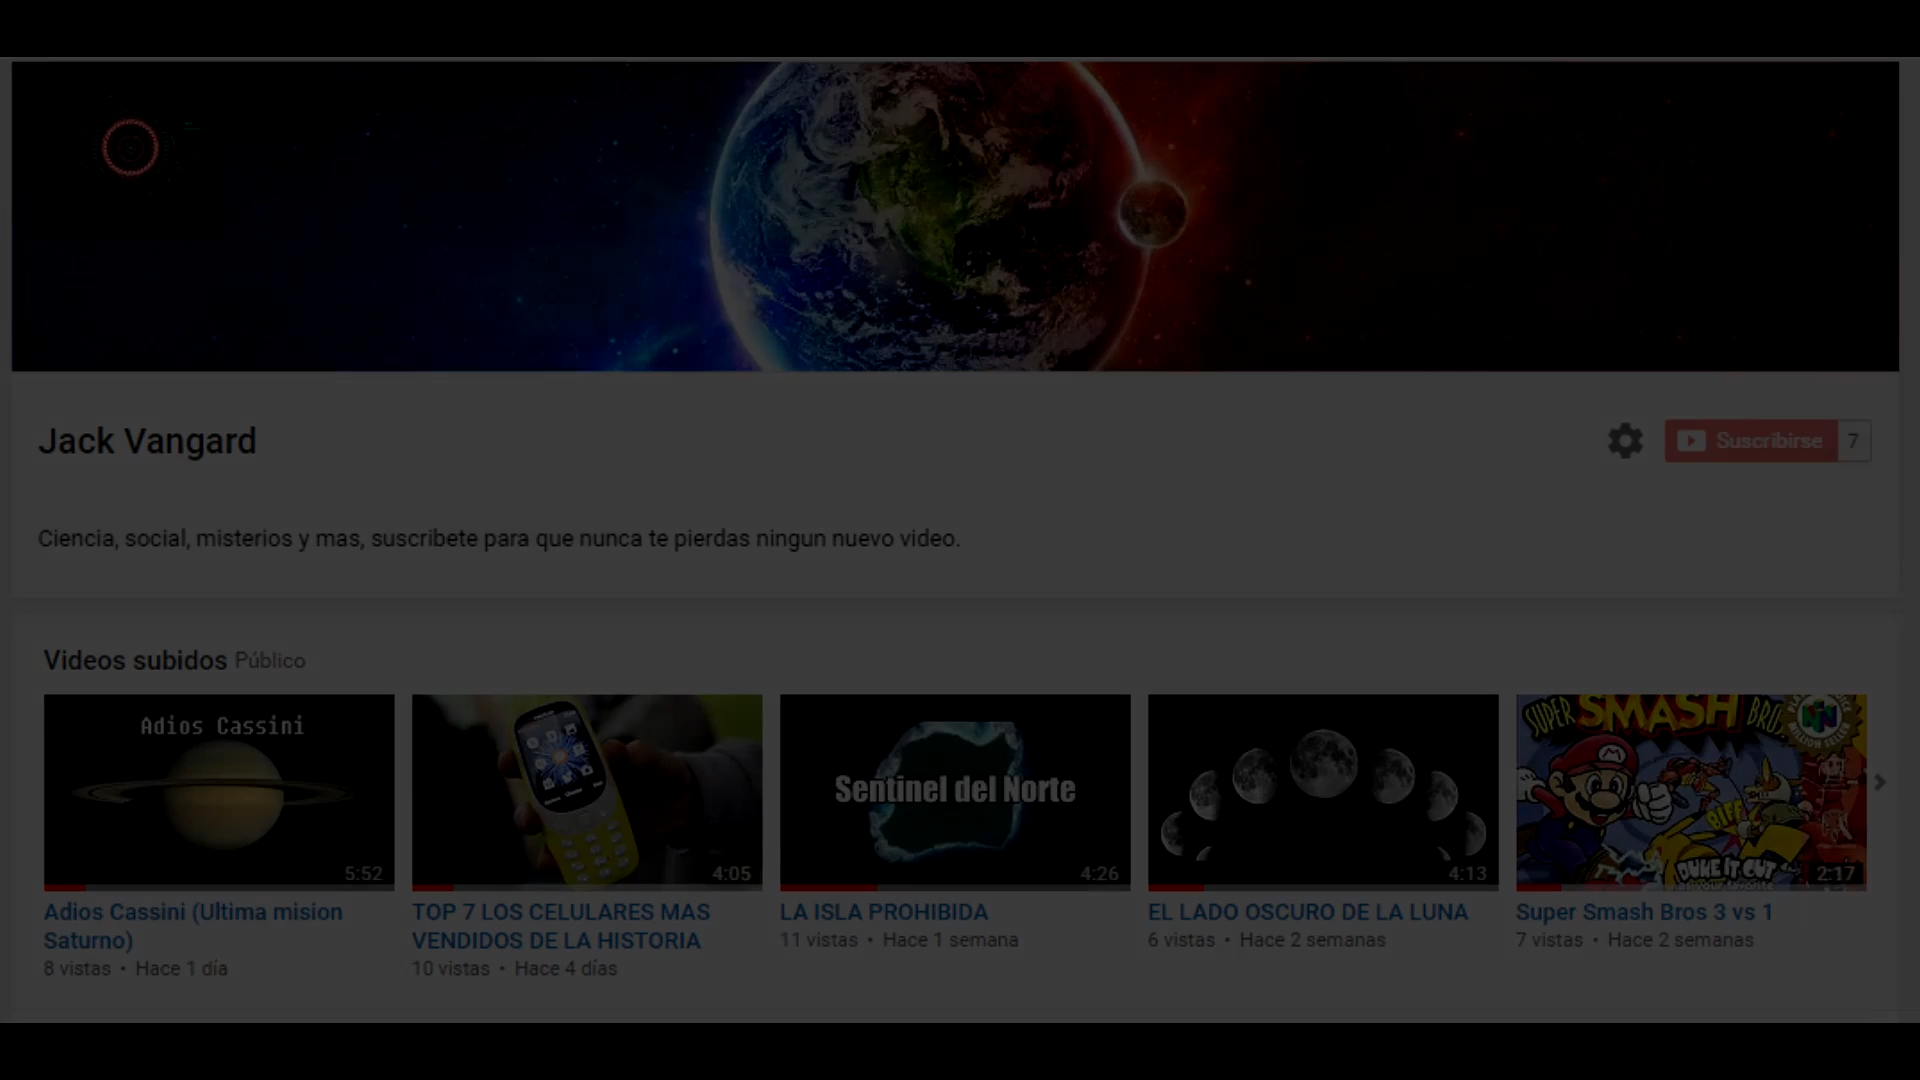 Jack Vangard
Suscribirse 7
Ciencia, social, misterios y mas, suscribete para que nunca te pierdas ningun nuevo video.
Videos subidos Público
Adios Cassini
5:52
4:05
Sentinel del Norte
4:26
4:13
SUPER SMASH BROS.
BIFF
DUKE IT OUT
2:17
Adios Cassini (Ultima mision
Saturno)
8 vistas • Hace 1 día
TOP 7 LOS CELULARES MAS
VENDIDOS DE LA HISTORIA
10 vistas • Hace 4 días
LA ISLA PROHIBIDA
11 vistas • Hace 1 semana
EL LADO OSCURO DE LA LUNA
6 vistas • Hace 2 semanas
Super Smash Bros 3 vs 1
7 vistas • Hace 2 semanas